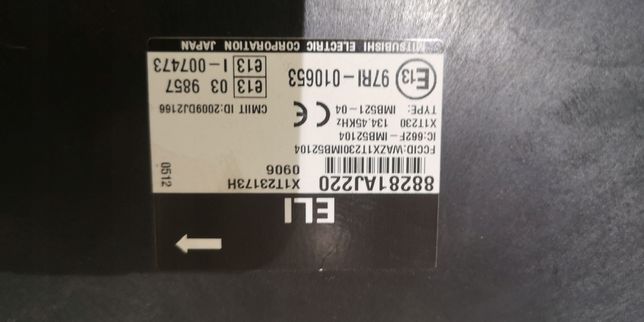 ELI
88281AJ220
X1T23173H
0906
0512
FCCID:WAZX1T230IMB52104
IC:662F-IMB52104
X1T230 134.45KHz
TYPE: IMB521-04
CE
CMIIT ID:2009DJ2166
E13 97RI-010653
e13 03 9857
e13 I-007473
MITSUBISHI ELECTRIC CORPORATION JAPAN